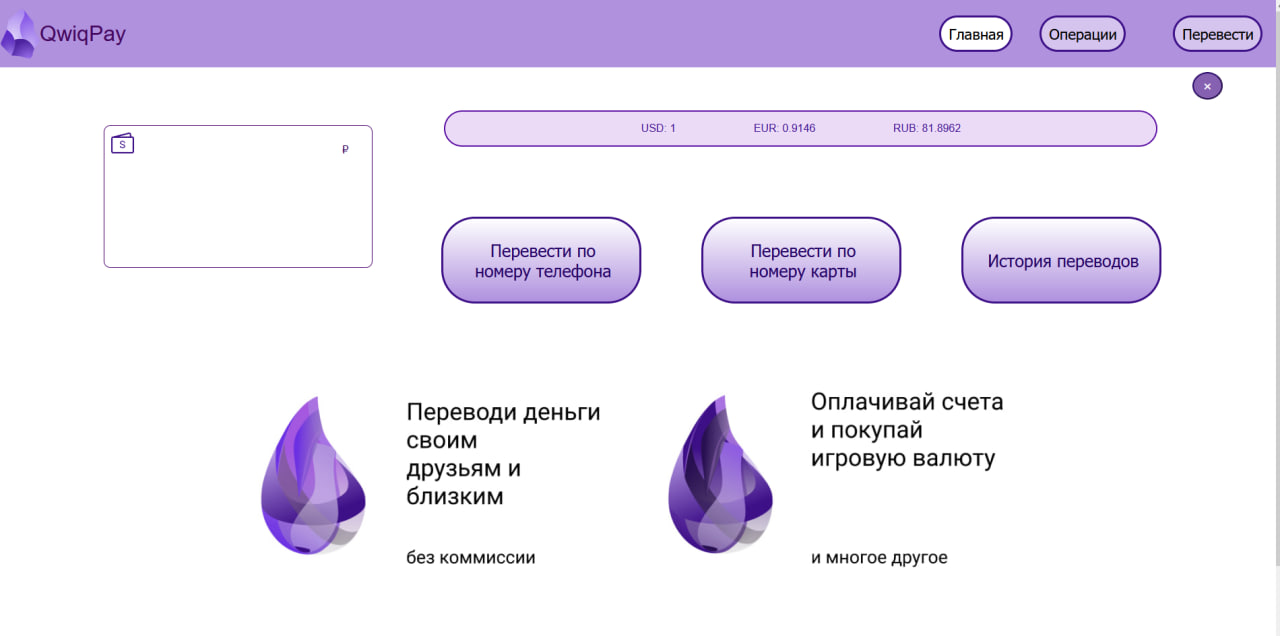 QwiqPay
Главная
Операции
Перевести
×
S
₽
USD: 1
EUR: 0.9146
RUB: 81.8962
Перевести по
номеру телефона
Перевести по
номеру карты
История переводов
Переводи деньги
своим
друзьям и
близким
без коммиссии
Оплачивай счета
и покупай
игровую валюту
и многое другое